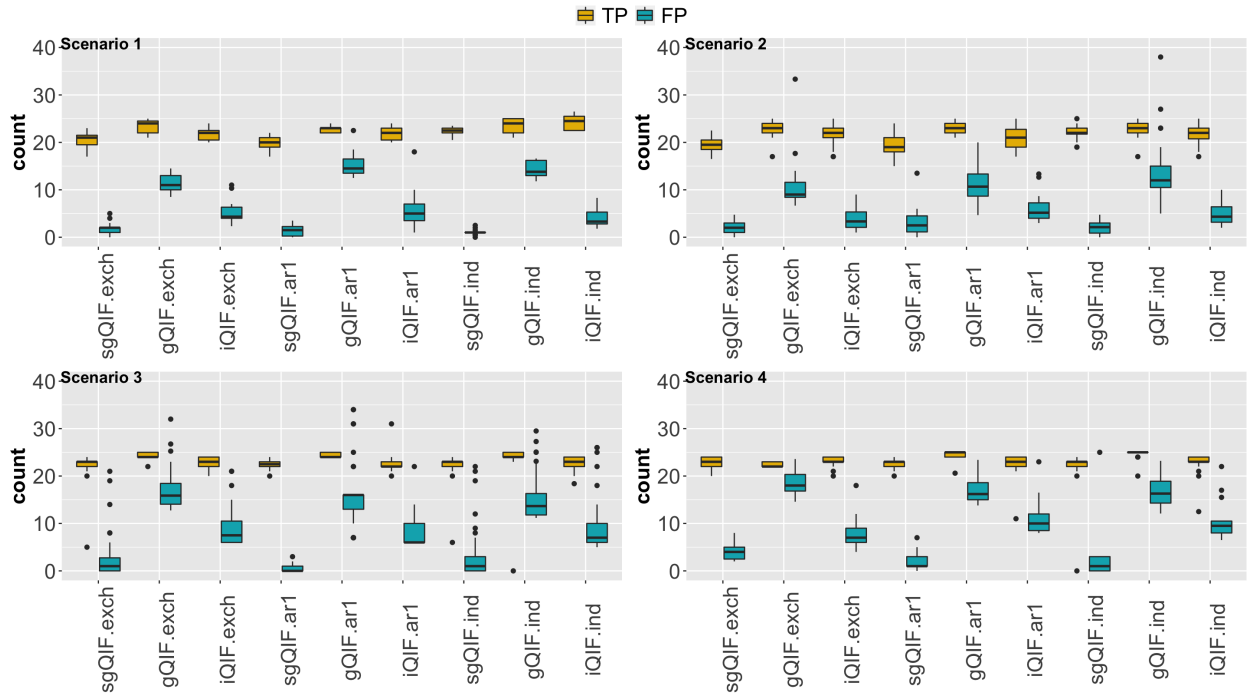 TP FP
Scenario 1
count
40
30
20
10
0
sgQIF.exch
gQIF.exch
iQIF.exch
sgQIF.ar1
gQIF.ar1
iQIF.ar1
sgQIF.ind
gQIF.ind
iQIF.ind
Scenario 2
count
40
30
20
10
0
sgQIF.exch
gQIF.exch
iQIF.exch
sgQIF.ar1
gQIF.ar1
iQIF.ar1
sgQIF.ind
gQIF.ind
iQIF.ind
Scenario 3
count
40
30
20
10
0
sgQIF.exch
gQIF.exch
iQIF.exch
sgQIF.ar1
gQIF.ar1
iQIF.ar1
sgQIF.ind
gQIF.ind
iQIF.ind
Scenario 4
count
40
30
20
10
0
sgQIF.exch
gQIF.exch
iQIF.exch
sgQIF.ar1
gQIF.ar1
iQIF.ar1
sgQIF.ind
gQIF.ind
iQIF.ind